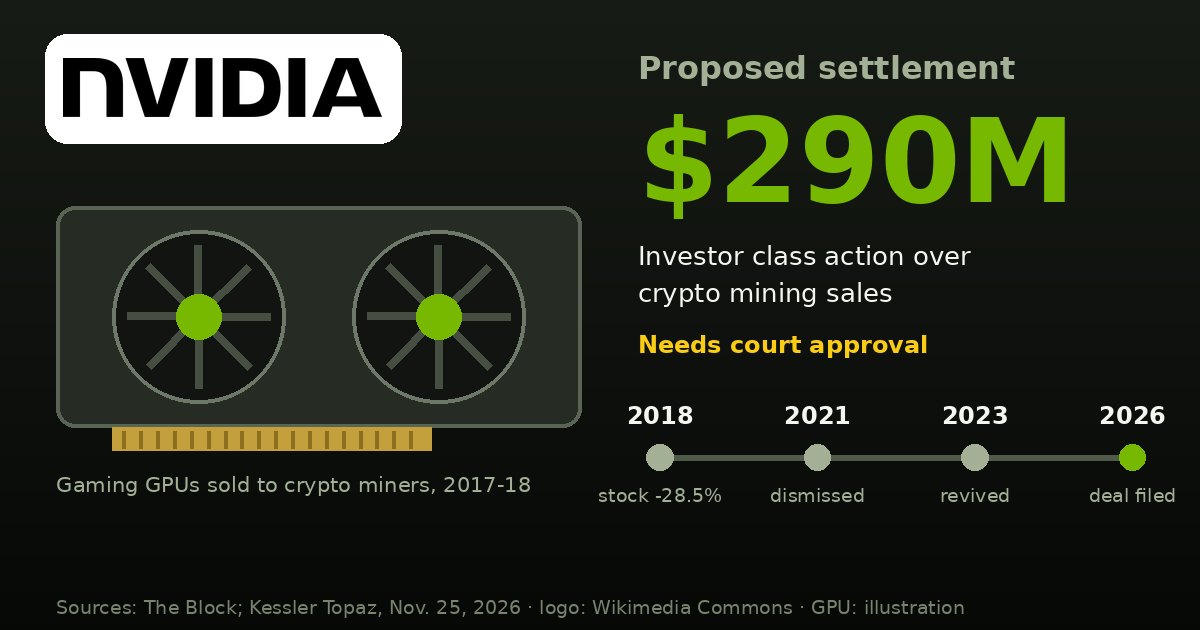 NVIDIA
Proposed settlement
$290M
Investor class action over
crypto mining sales
Needs court approval
2018 2021 2023 2026
stock -28.5% dismissed revived deal filed
Gaming GPUs sold to crypto miners, 2017-18
Sources: The Block; Kessler Topaz, Nov. 25, 2026 · logo: Wikimedia Commons · GPU: illustration